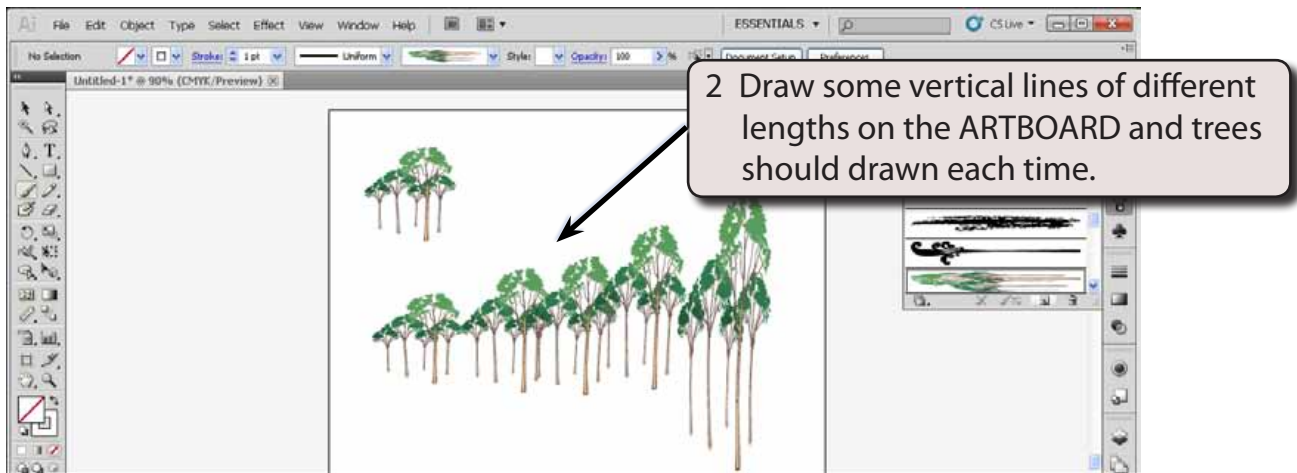 Ai File Edit Object Type Select Effect View Window Help ESSENTIALS CS Live
No Selection Stroke: 1 pt Uniform Style: Opacity: 100 % Document Setup Preferences
Untitled-1* @ 90% (CMYK/Preview)
2 Draw some vertical lines of different
lengths on the ARTBOARD and trees
should drawn each time.